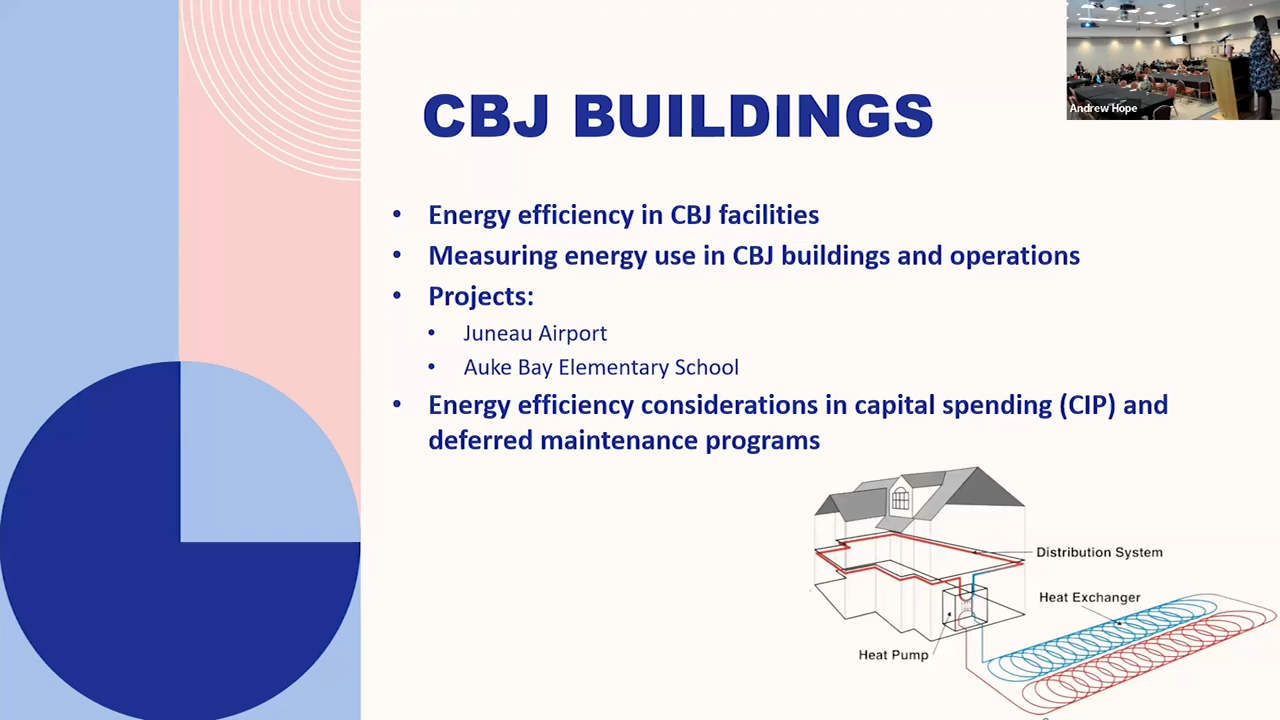 CBJ BUILDINGS
Andrew Hope
• Energy efficiency in CBJ facilities
• Measuring energy use in CBJ buildings and operations
• Projects:
• Juneau Airport
• Auke Bay Elementary School
• Energy efficiency considerations in capital spending (CIP) and
deferred maintenance programs
Distribution System
Heat Exchanger
Heat Pump